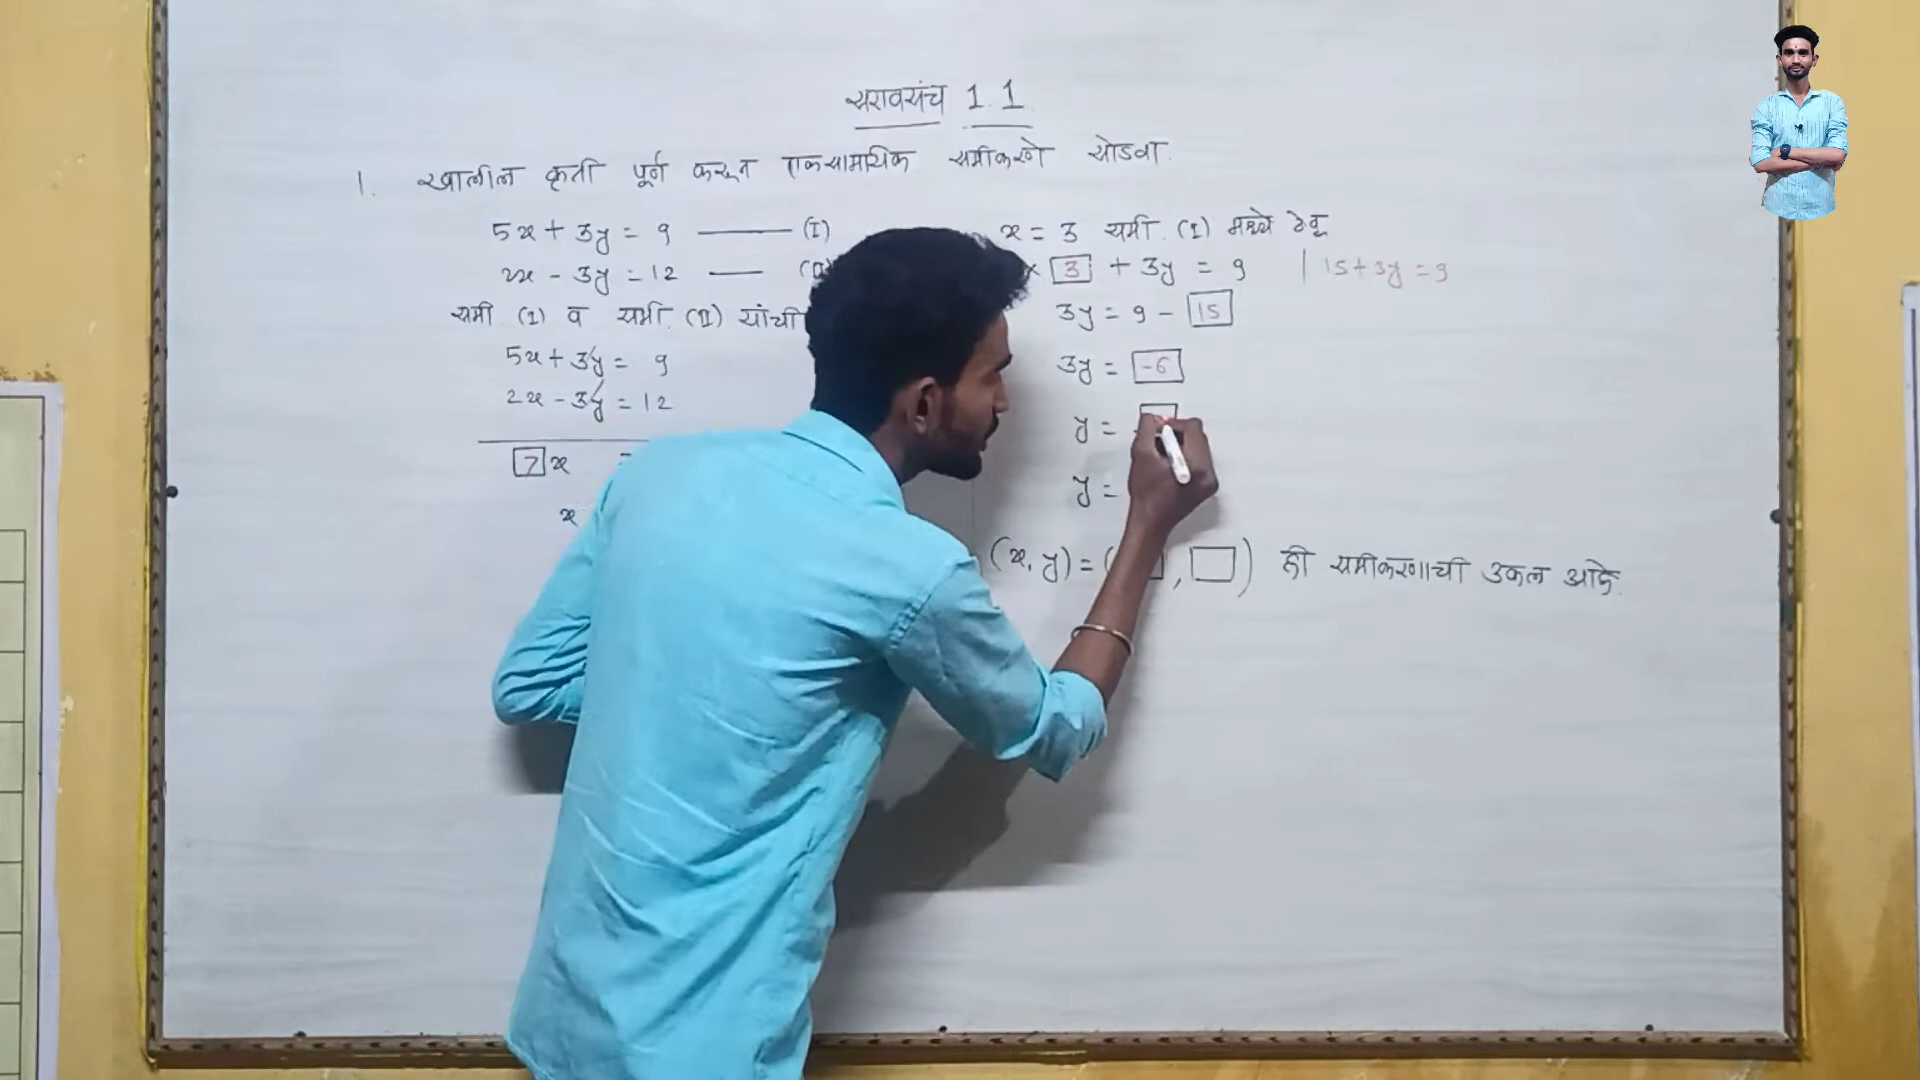 सरावसंच 1.1
1. खालील कृती पूर्ण करून एकसामायिक समीकरणे सोडवा.
5x + 3y = 9 —— (I)
2x - 3y = 12 ——
समी (I) व समी. (II) यांची
5x + 3y = 9
2x - 3y = 12
7 x
x
x = 3 समी. (I) मध्ये ठेवू
× 3 + 3y = 9 | 15 + 3y = 9
3y = 9 - 15
3y = -6
y =
y =
(x, y) = ( , ) ही समीकरणाची उकल आहे.